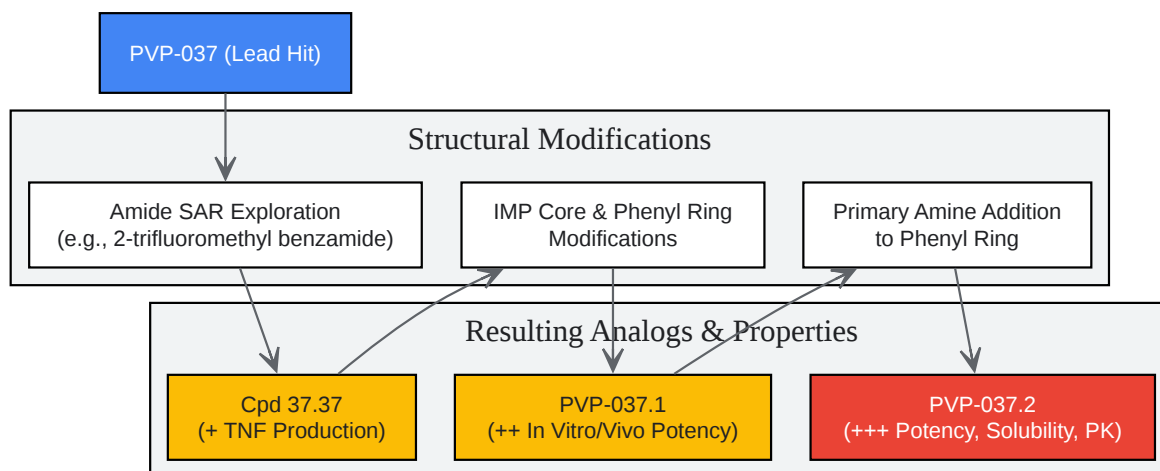 PVP-037 (Lead Hit)
Structural Modifications
Amide SAR Exploration
(e.g., 2-trifluoromethyl benzamide)
IMP Core & Phenyl Ring
Modifications
Primary Amine Addition
to Phenyl Ring
Resulting Analogs & Properties
Cpd 37.37
(+ TNF Production)
PVP-037.1
(++ In Vitro/Vivo Potency)
PVP-037.2
(+++ Potency, Solubility, PK)